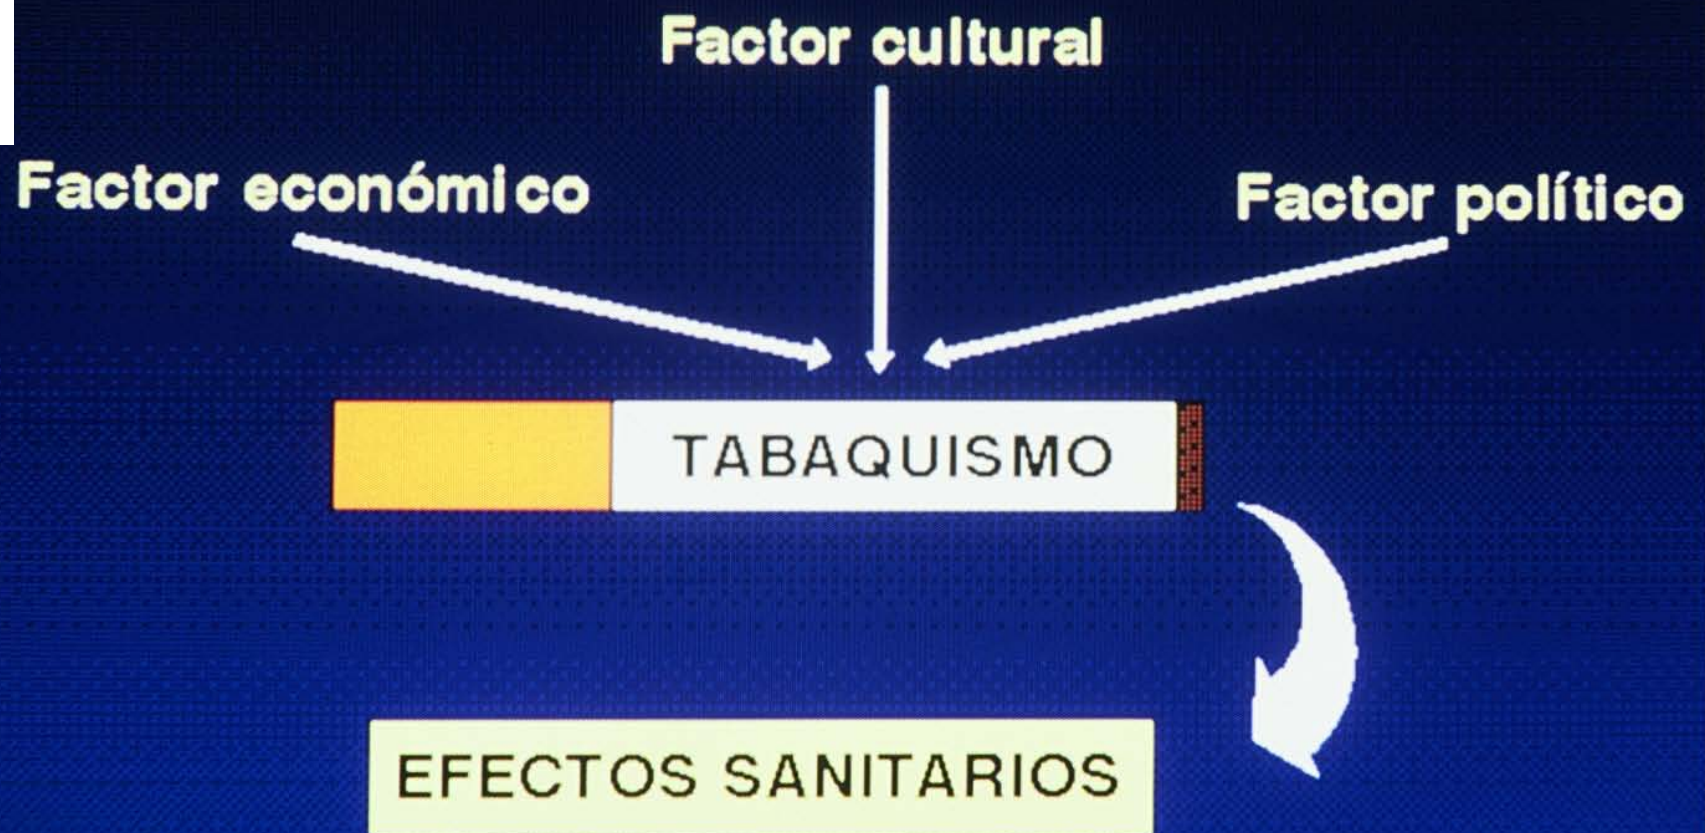 Factor cultural
Factor económico
Factor político
TABAQUISMO
EFECTOS SANITARIOS